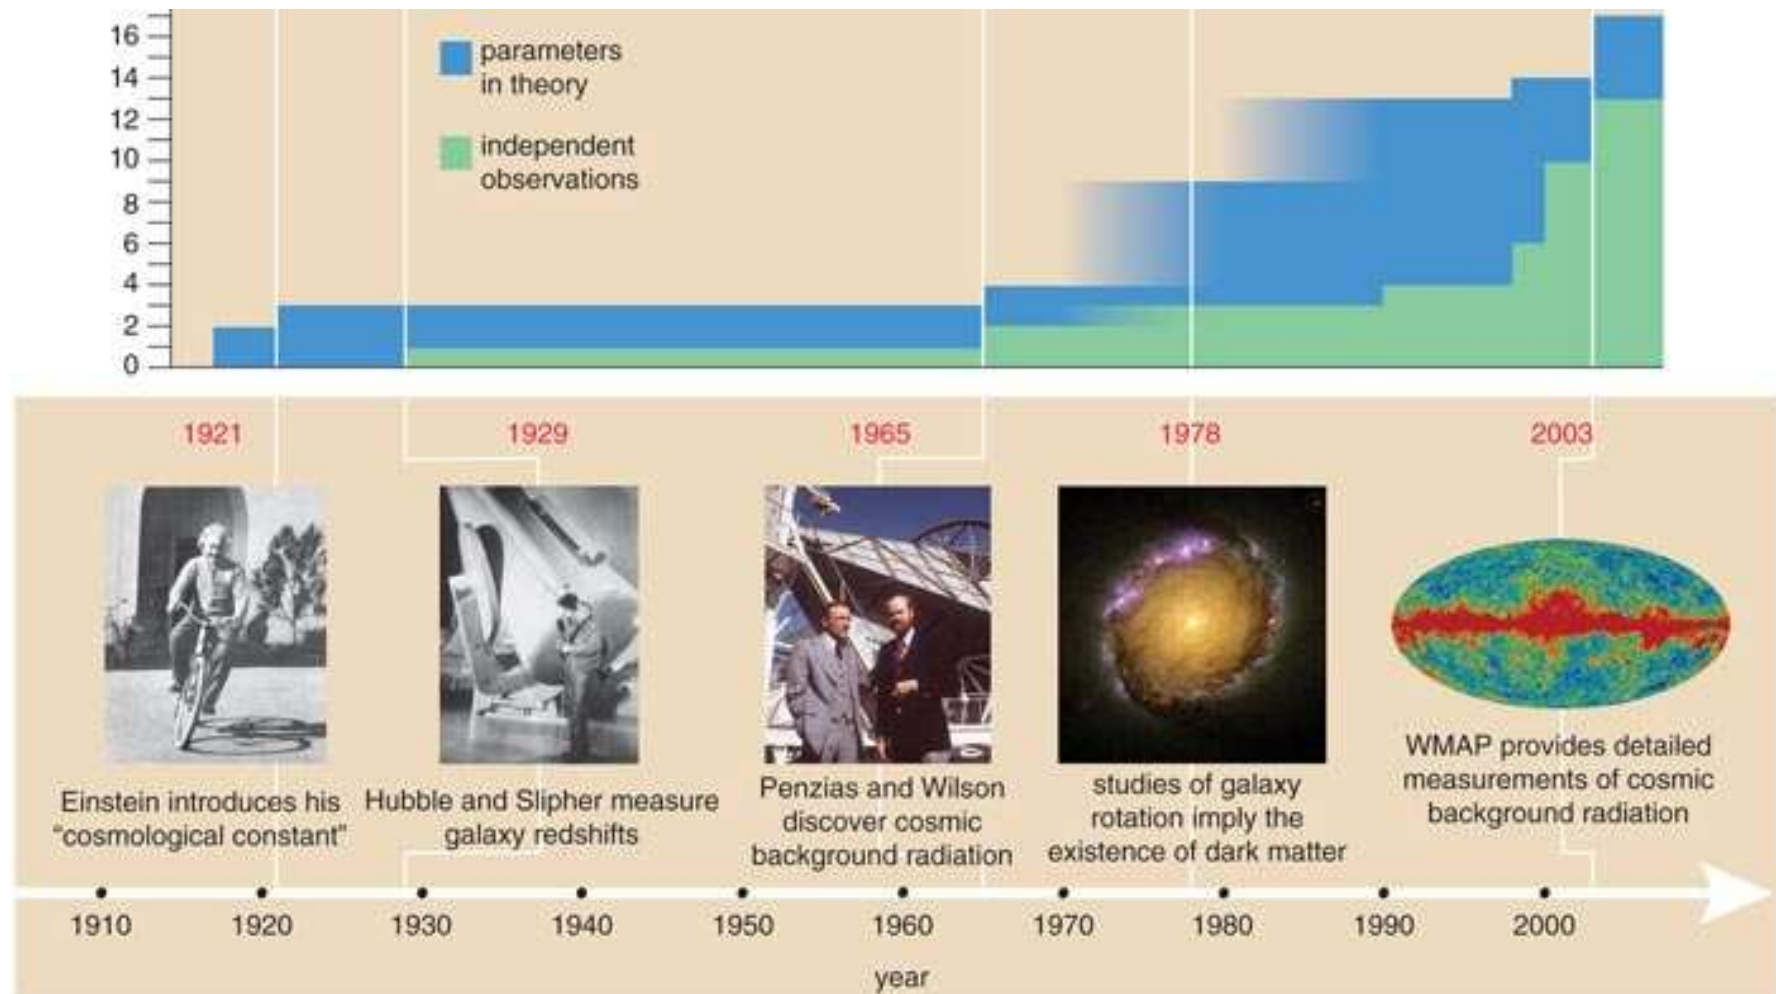 16
14
12
10
8
6
4
2
0
parameters
in theory
independent
observations
1921
1929
1965
1978
2003
Einstein introduces his
“cosmological constant”
Hubble and Slipher measure
galaxy redshifts
Penzias and Wilson
discover cosmic
background radiation
studies of galaxy
rotation imply the
existence of dark matter
WMAP provides detailed
measurements of cosmic
background radiation
1910 1920 1930 1940 1950 1960 1970 1980 1990 2000
year